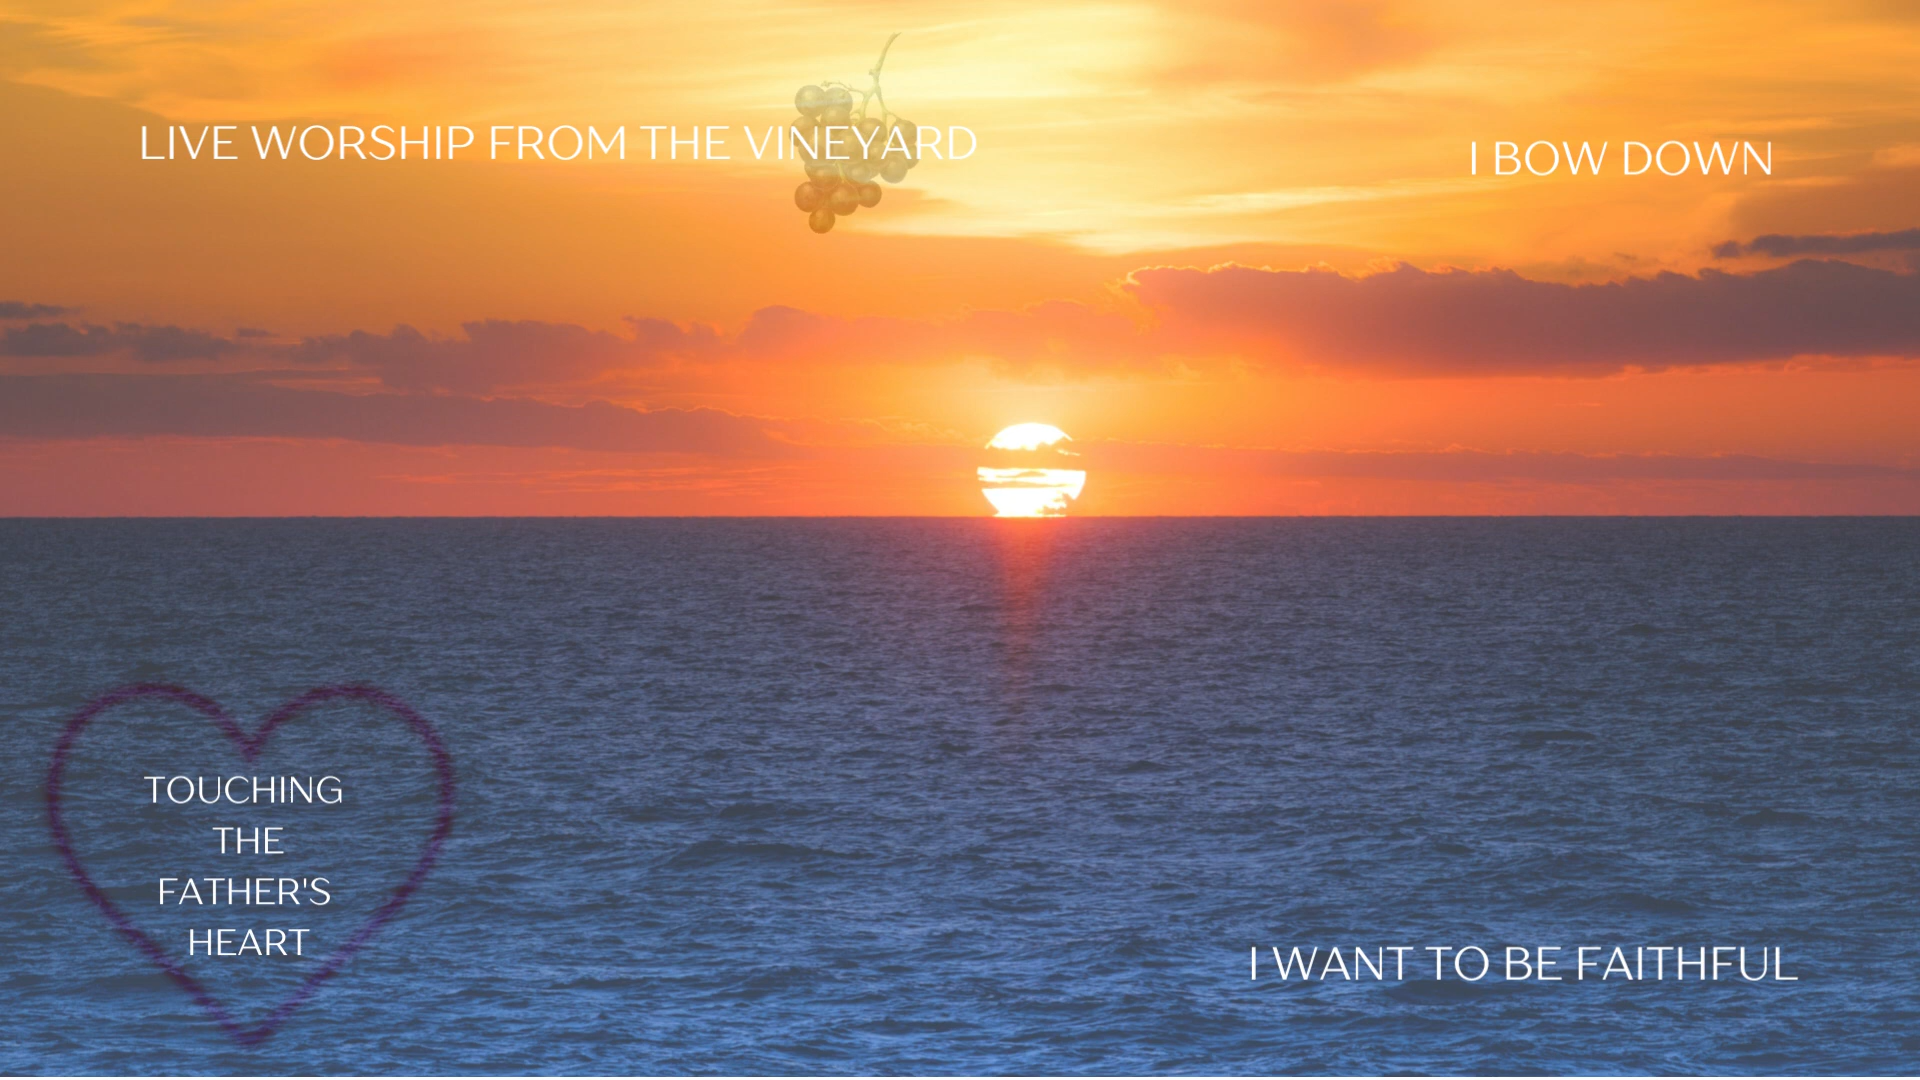 LIVE WORSHIP FROM THE VINEYARD
I BOW DOWN
TOUCHING
THE
FATHER'S
HEART
I WANT TO BE FAITHFUL